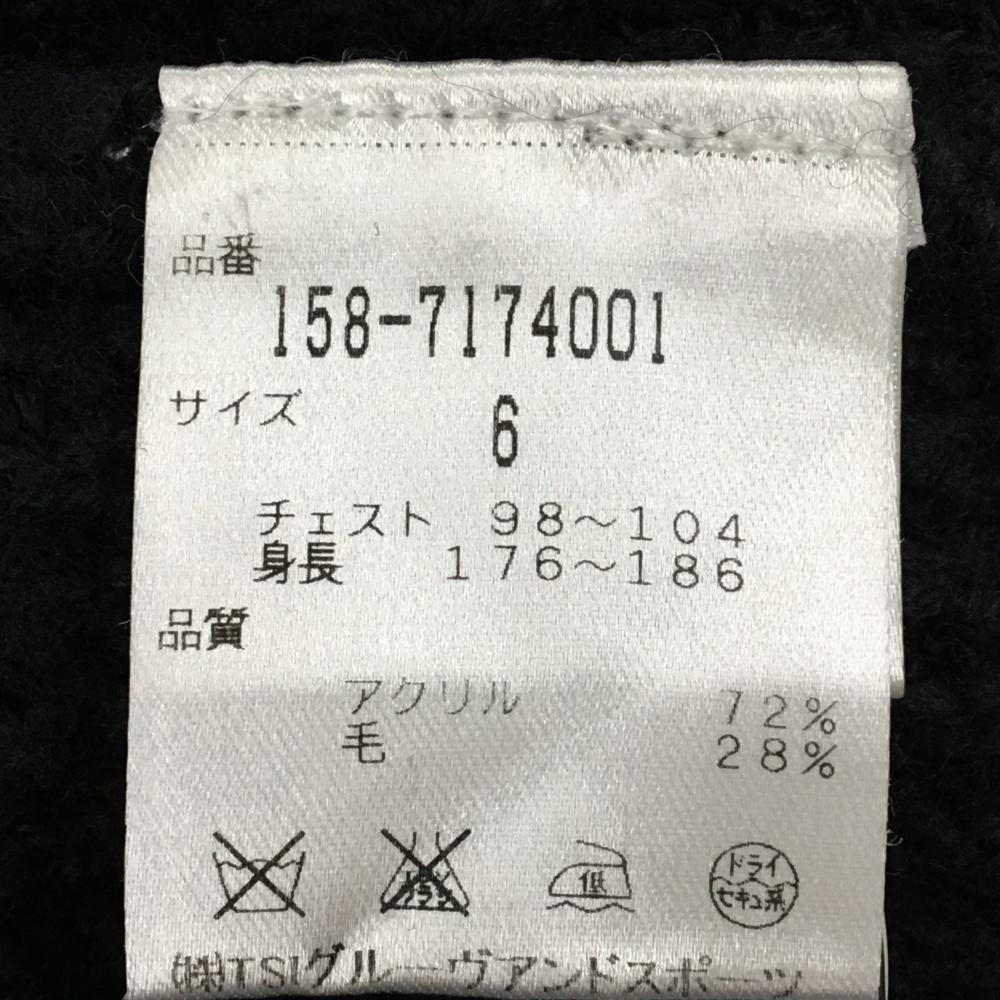 品番
158-7174001
サイズ 6
チェスト 98〜104
身長 176〜186
品質
アクリル 72%
毛 28%
低 ドライ
セキユ系
㈱TSIグルーヴアンドスポーツ